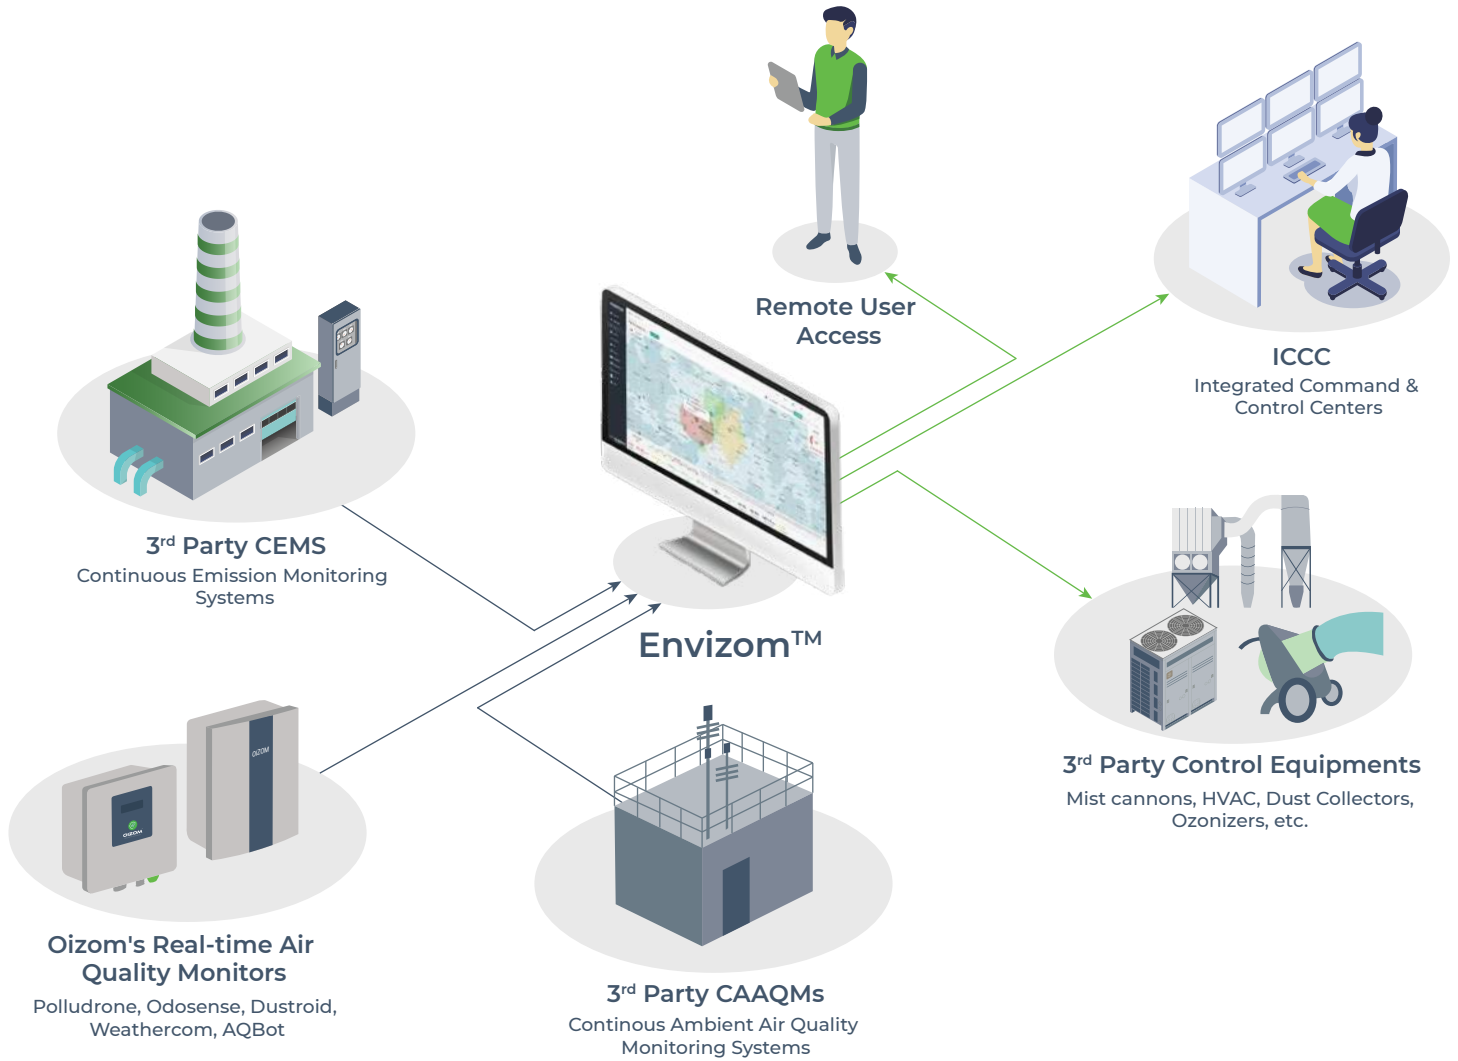 Remote User
Access
ICCC
Integrated Command &
Control Centers
3rd Party CEMS
Continuous Emission Monitoring
Systems
Envizom™
OIZOM
OIZOM
3rd Party Control Equipments
Mist cannons, HVAC, Dust Collectors,
Ozonizers, etc.
Oizom's Real-time Air
Quality Monitors
Polludrone, Odosense, Dustroid,
Weathercom, AQBot
3rd Party CAAQMs
Continous Ambient Air Quality
Monitoring Systems